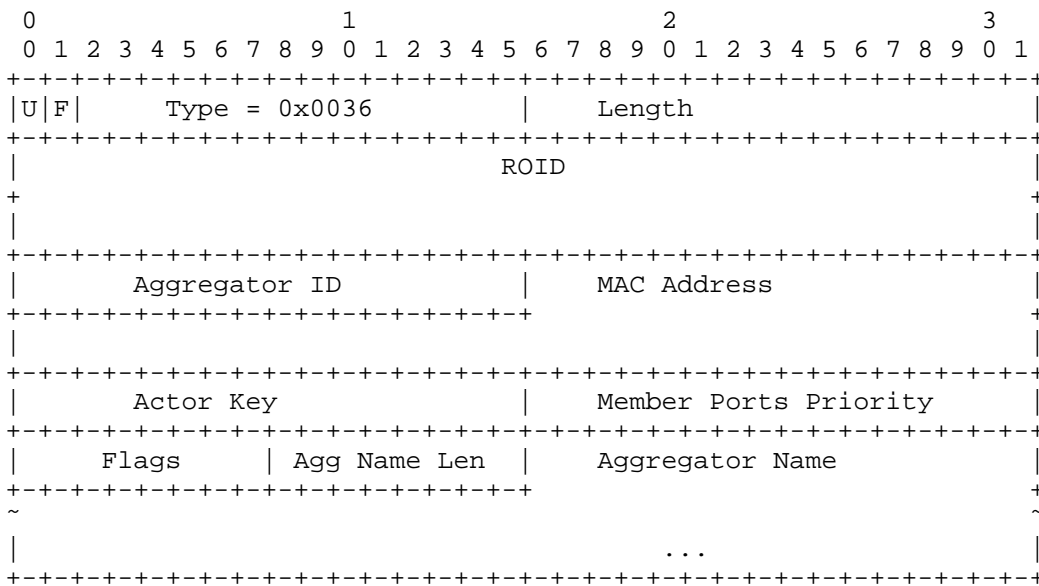 0                   1                   2                   3
 0 1 2 3 4 5 6 7 8 9 0 1 2 3 4 5 6 7 8 9 0 1 2 3 4 5 6 7 8 9 0 1
+-+-+-+-+-+-+-+-+-+-+-+-+-+-+-+-+-+-+-+-+-+-+-+-+-+-+-+-+-+-+-+-+
|U|F|     Type = 0x0036         |    Length                     |
+-+-+-+-+-+-+-+-+-+-+-+-+-+-+-+-+-+-+-+-+-+-+-+-+-+-+-+-+-+-+-+-+
|                              ROID                             |
+                                                               +
|                                                               |
+-+-+-+-+-+-+-+-+-+-+-+-+-+-+-+-+-+-+-+-+-+-+-+-+-+-+-+-+-+-+-+-+
|       Aggregator ID           |    MAC Address                |
+-+-+-+-+-+-+-+-+-+-+-+-+-+-+-+-+                               +
|                                                               |
+-+-+-+-+-+-+-+-+-+-+-+-+-+-+-+-+-+-+-+-+-+-+-+-+-+-+-+-+-+-+-+-+
|       Actor Key               |    Member Ports Priority      |
+-+-+-+-+-+-+-+-+-+-+-+-+-+-+-+-+-+-+-+-+-+-+-+-+-+-+-+-+-+-+-+-+
|     Flags     | Agg Name Len  |    Aggregator Name            |
+-+-+-+-+-+-+-+-+-+-+-+-+-+-+-+-+                               +
~                                                               ~
|                                        ...                    |
+-+-+-+-+-+-+-+-+-+-+-+-+-+-+-+-+-+-+-+-+-+-+-+-+-+-+-+-+-+-+-+-+